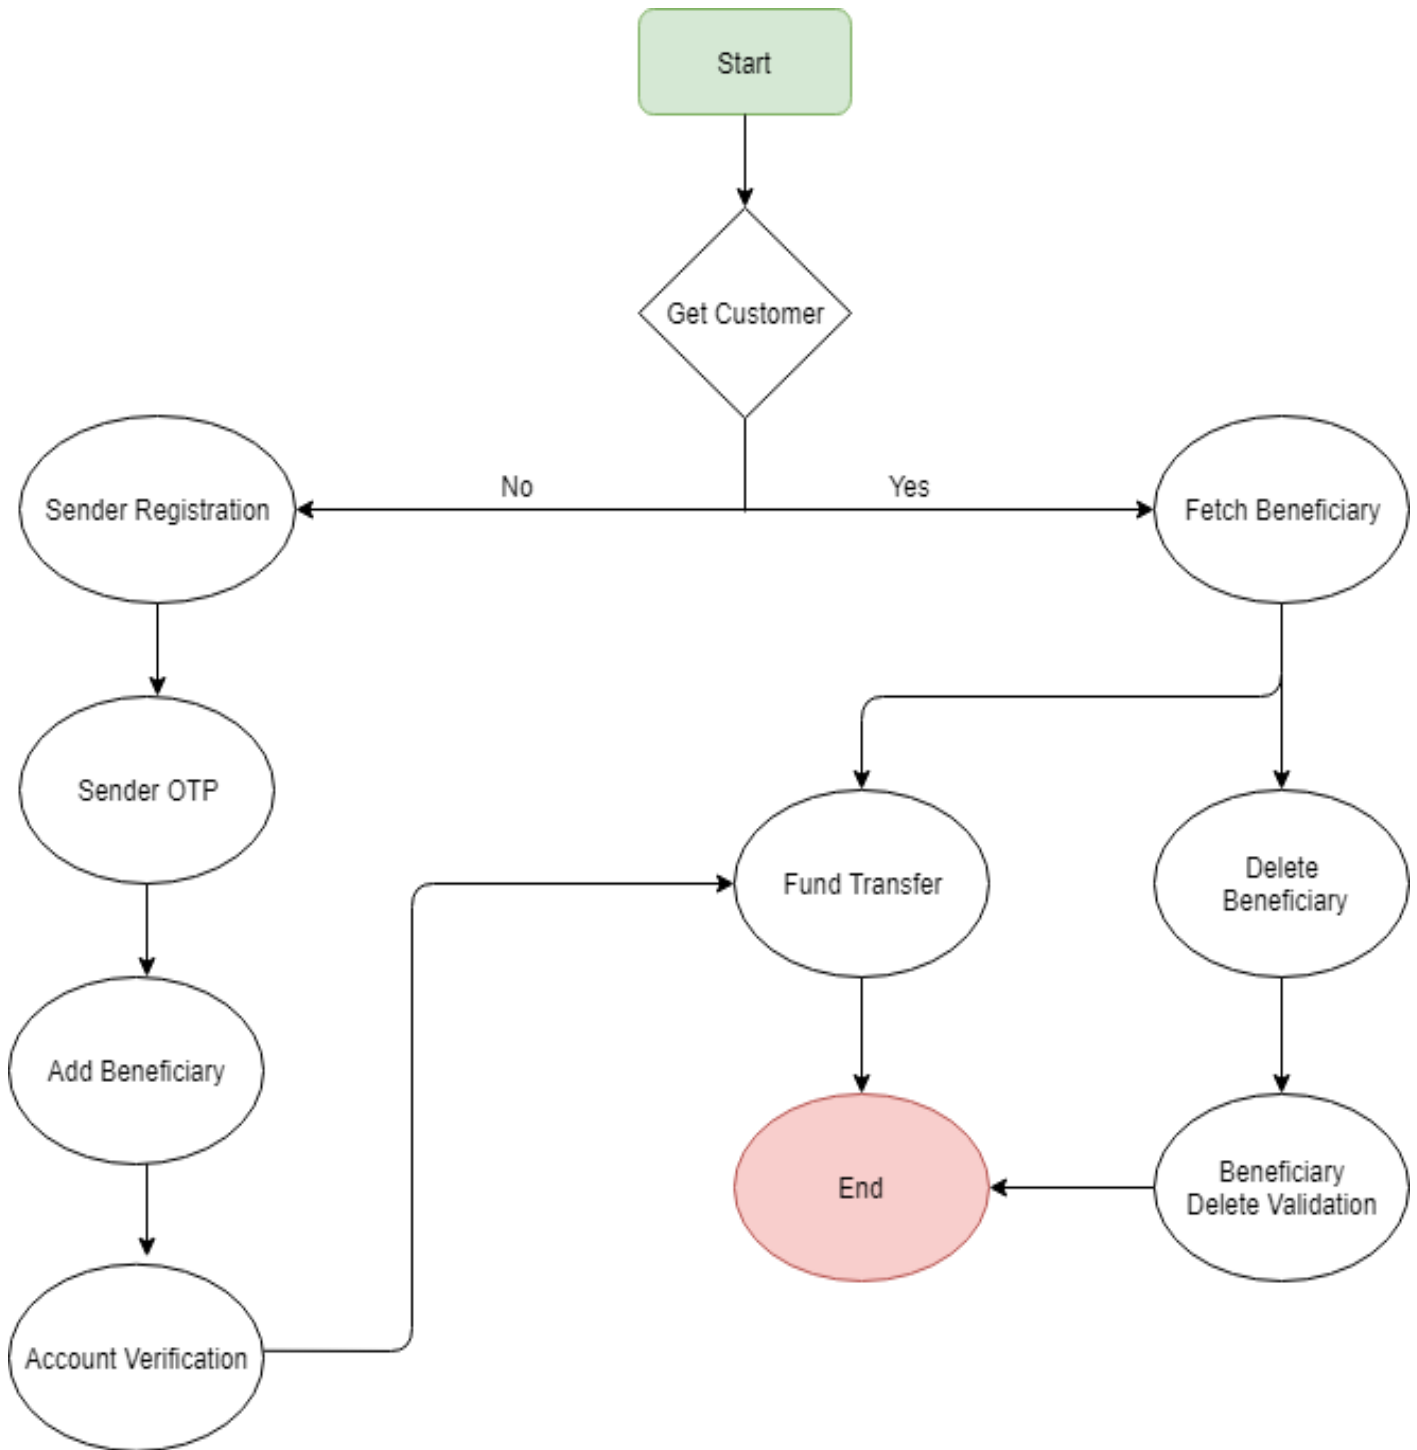 Start
Get Customer
No
Yes
Sender Registration
Fetch Beneficiary
Sender OTP
Fund Transfer
Delete
Beneficiary
Add Beneficiary
End
Beneficiary
Delete Validation
Account Verification